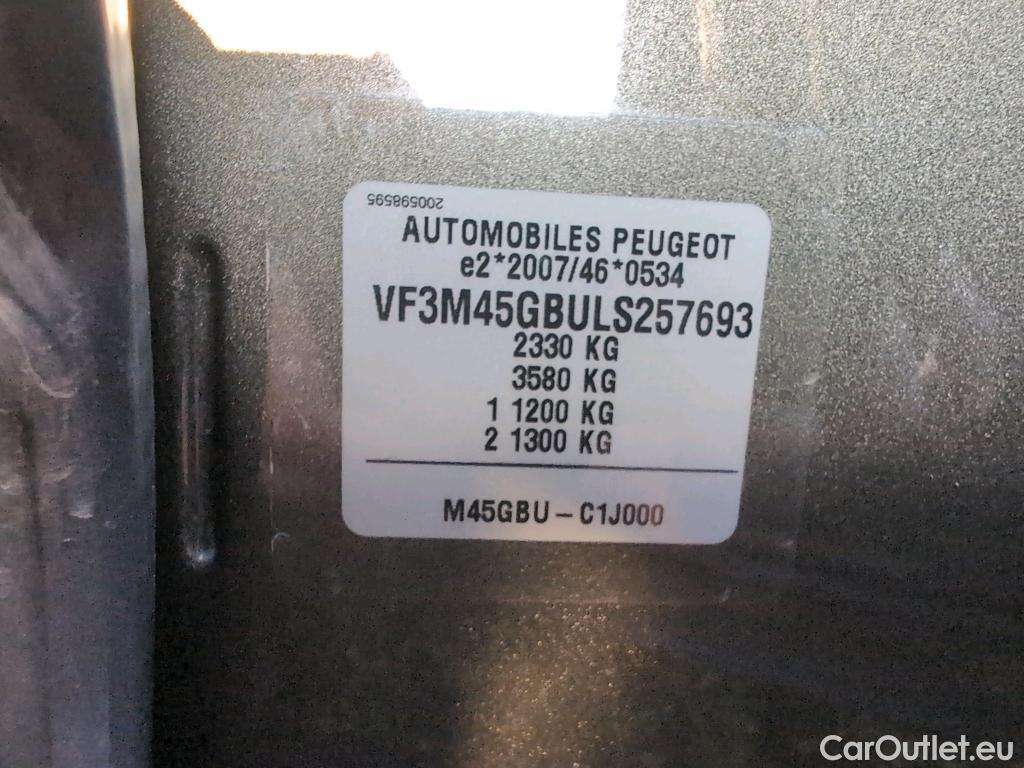 200598595
AUTOMOBILES PEUGEOT
e2*2007/46*0534
VF3M45GBULS257693
2330 KG
3580 KG
1 1200 KG
2 1300 KG
M45GBU – C1J000
CarOutlet.eu